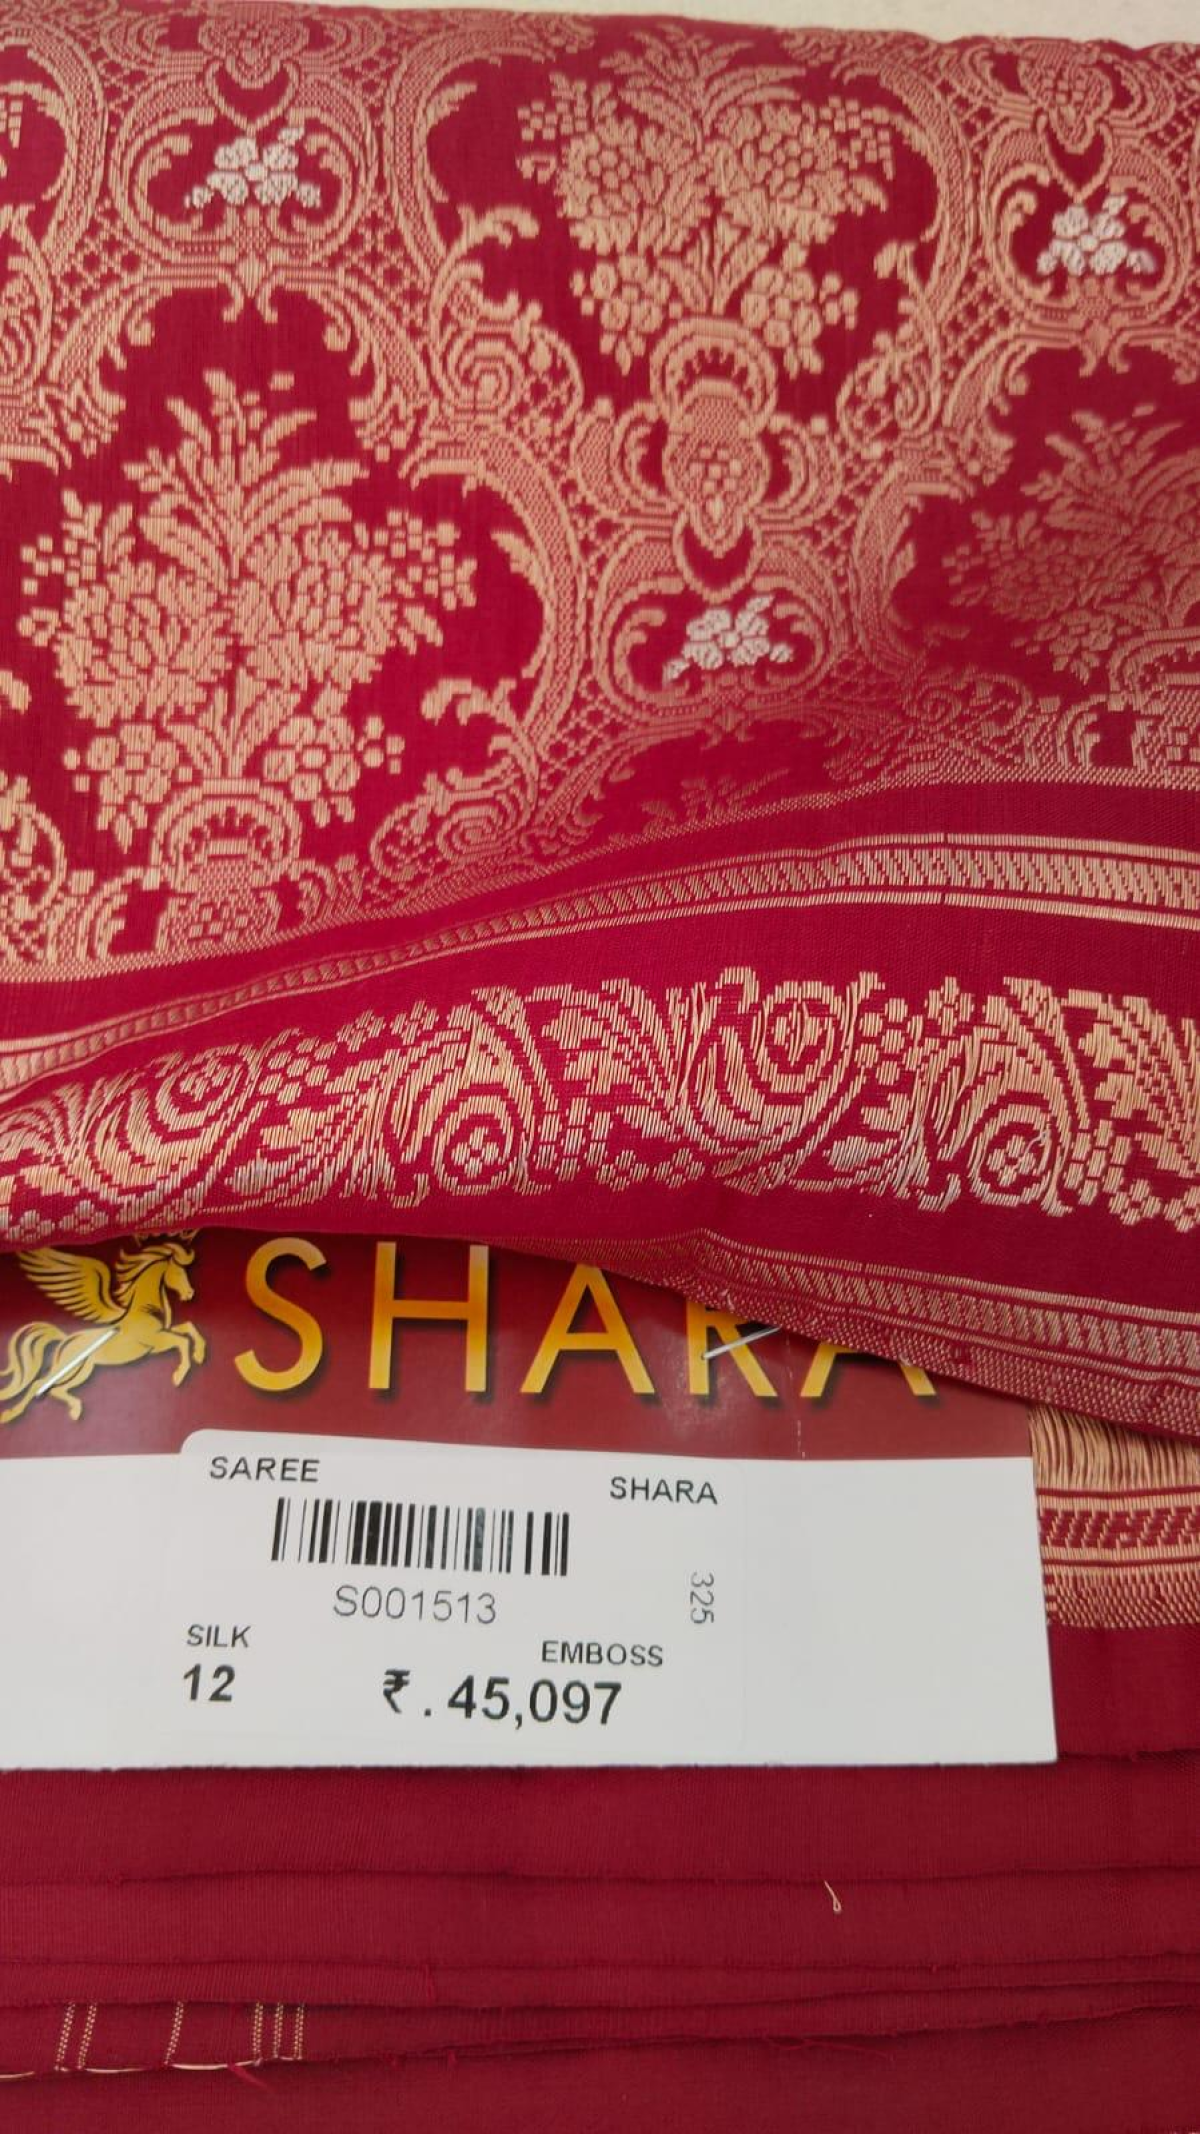 SHARA
SAREE SHARA
S001513
325
SILK EMBOSS
12 ₹. 45,097